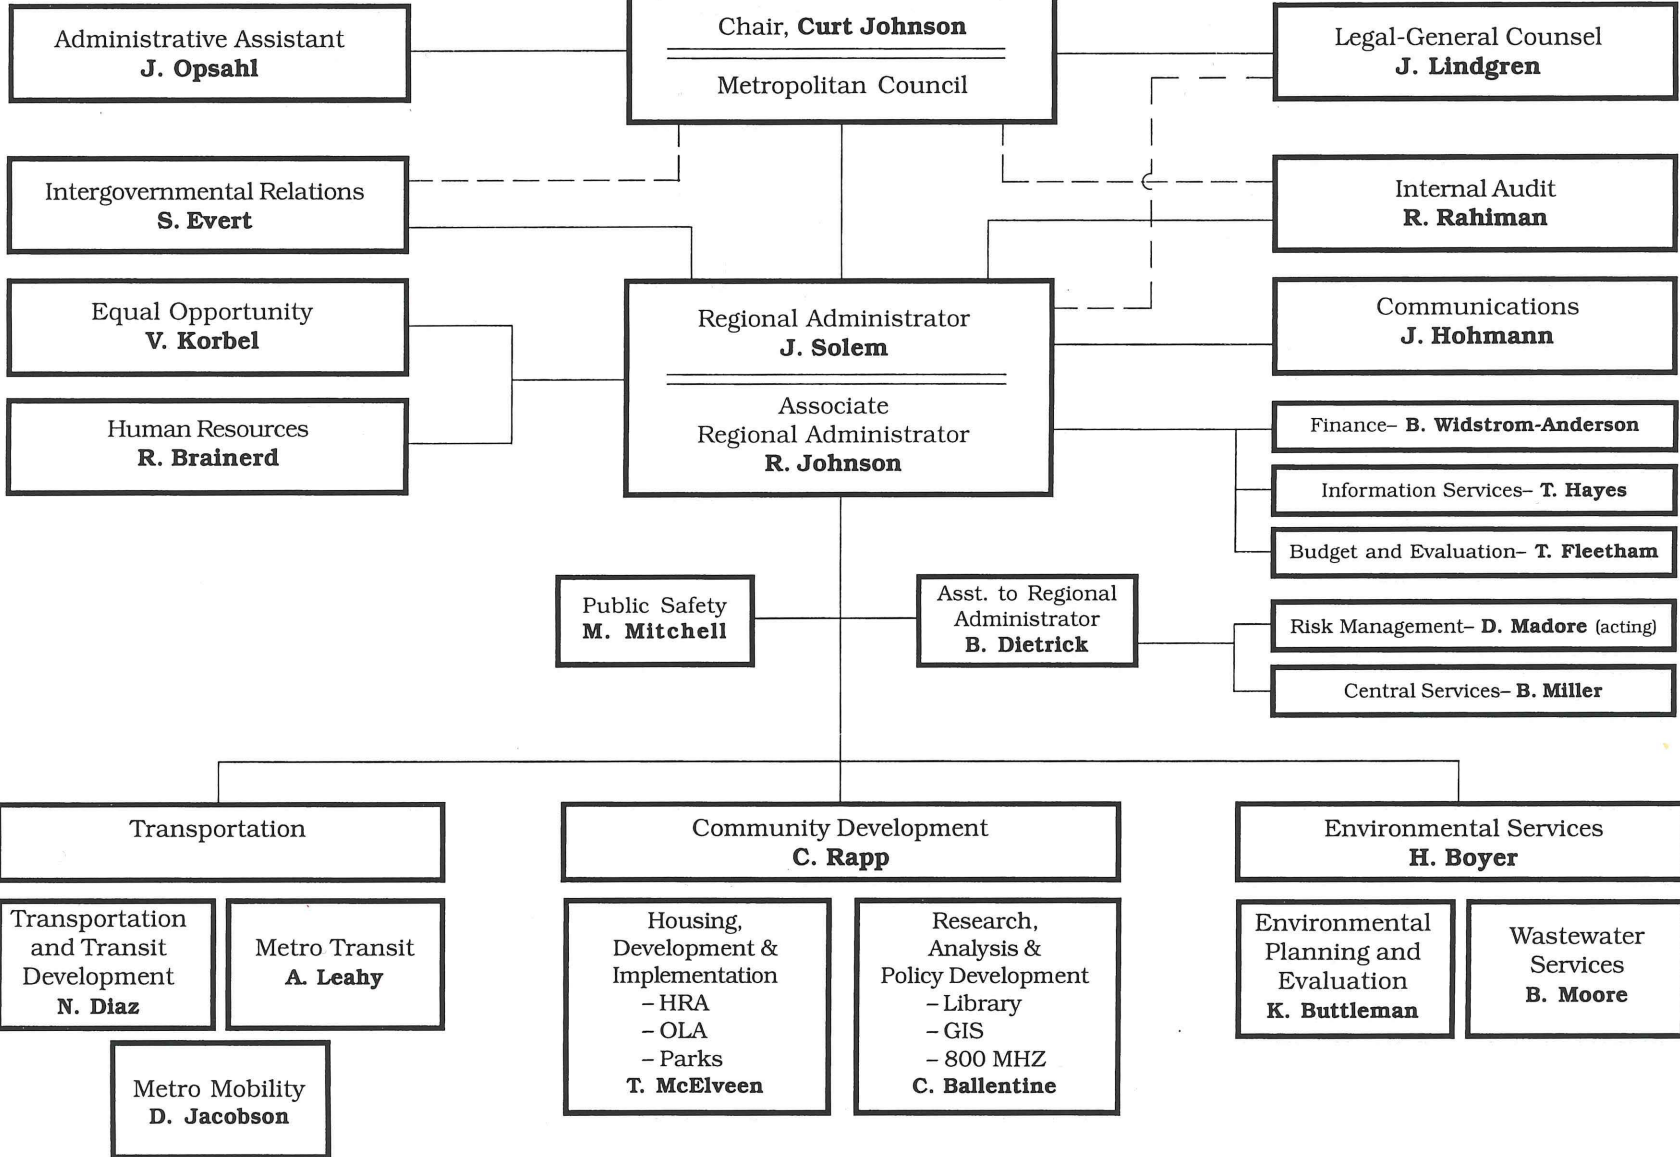 Administrative Assistant
J. Opsahl
Chair, Curt Johnson
Metropolitan Council
Legal-General Counsel
J. Lindgren
Intergovernmental Relations
S. Evert
Internal Audit
R. Rahiman
Equal Opportunity
V. Korbel
Human Resources
R. Brainerd
Regional Administrator
J. Solem
Associate
Regional Administrator
R. Johnson
Communications
J. Hohmann
Finance– B. Widstrom-Anderson
Information Services– T. Hayes
Budget and Evaluation– T. Fleetham
Public Safety
M. Mitchell
Asst. to Regional
Administrator
B. Dietrick
Risk Management– D. Madore (acting)
Central Services– B. Miller
Transportation
Transportation
and Transit
Development
N. Diaz
Metro Transit
A. Leahy
Metro Mobility
D. Jacobson
Community Development
C. Rapp
Housing,
Development &
Implementation
– HRA
– OLA
– Parks
T. McElveen
Research,
Analysis &
Policy Development
– Library
– GIS
– 800 MHZ
C. Ballentine
Environmental Services
H. Boyer
Environmental
Planning and
Evaluation
K. Buttleman
Wastewater
Services
B. Moore